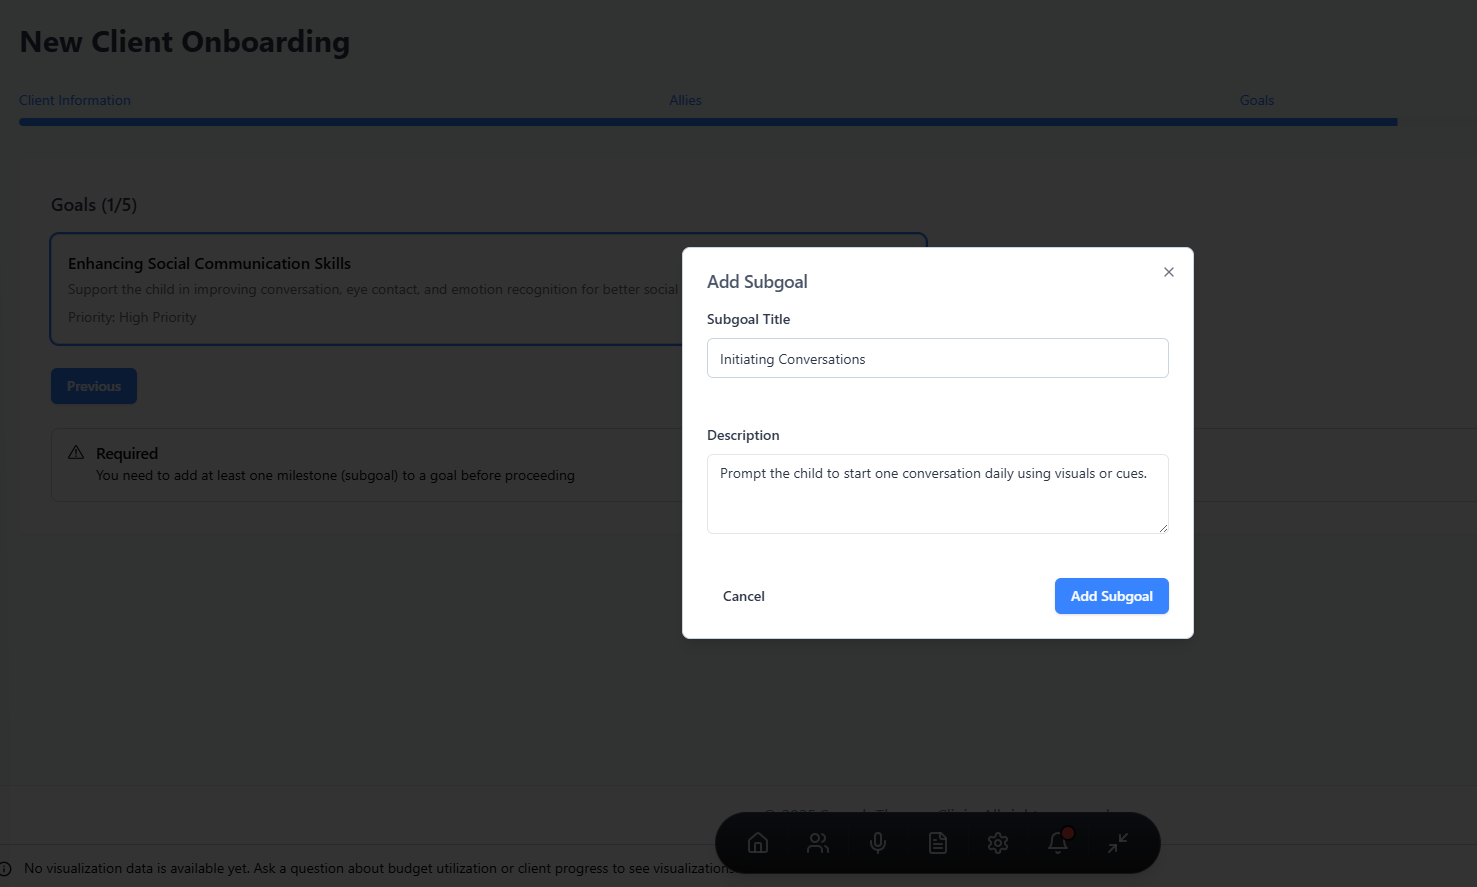 New Client Onboarding
Client Information
Allies
Goals
Goals (1/5)
Enhancing Social Communication Skills
Support the child in improving conversation, eye contact, and emotion recognition for better social
Priority: High Priority
Previous
Required
You need to add at least one milestone (subgoal) to a goal before proceeding
Add Subgoal
Subgoal Title
Initiating Conversations
Description
Prompt the child to start one conversation daily using visuals or cues.
Cancel
Add Subgoal
No visualization data is available yet. Ask a question about budget utilization or client progress to see visualizations.